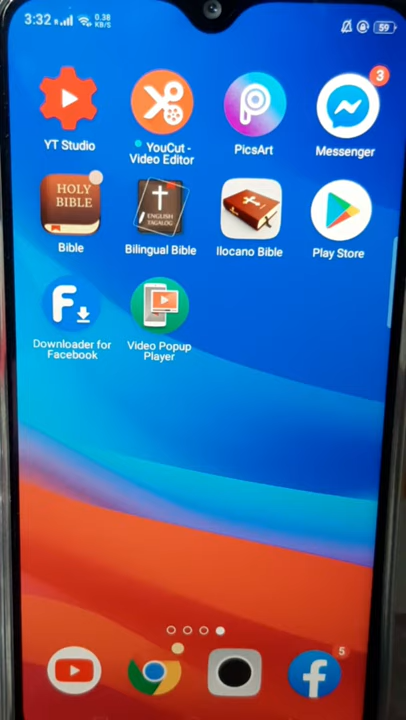 3:32
0.38
KB/S
59
3
YT Studio
YouCut -
Video Editor
PicsArt
Messenger
HOLY
BIBLE
ENGLISH
TAGALOG
Bible
Bilingual Bible
Ilocano Bible
Play Store
F
Downloader for
Facebook
Video Popup
Player
5
f